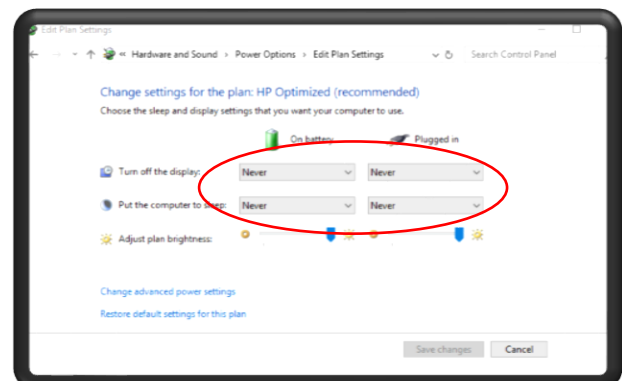 Edit Plan Settings
« Hardware and Sound › Power Options › Edit Plan Settings Search Control Panel
Change settings for the plan: HP Optimized (recommended)
Choose the sleep and display settings that you want your computer to use.
On battery Plugged in
Turn off the display: Never Never
Put the computer to sleep: Never Never
Adjust plan brightness:
Change advanced power settings
Restore default settings for this plan
Save changes Cancel